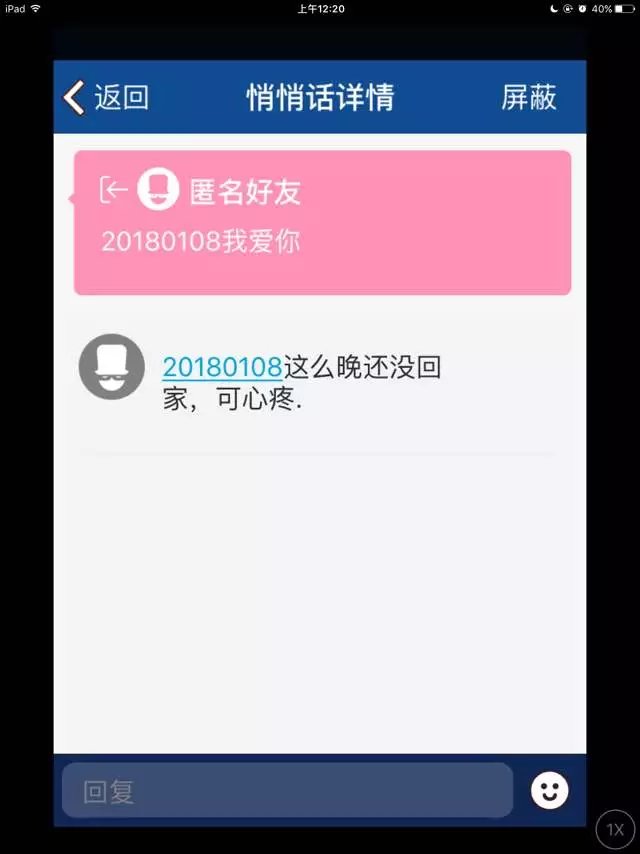 iPad 上午12:20 40%
返回 悄悄话详情 屏蔽
匿名好友
20180108我爱你
20180108这么晚还没回
家，可心疼.
回复
1X